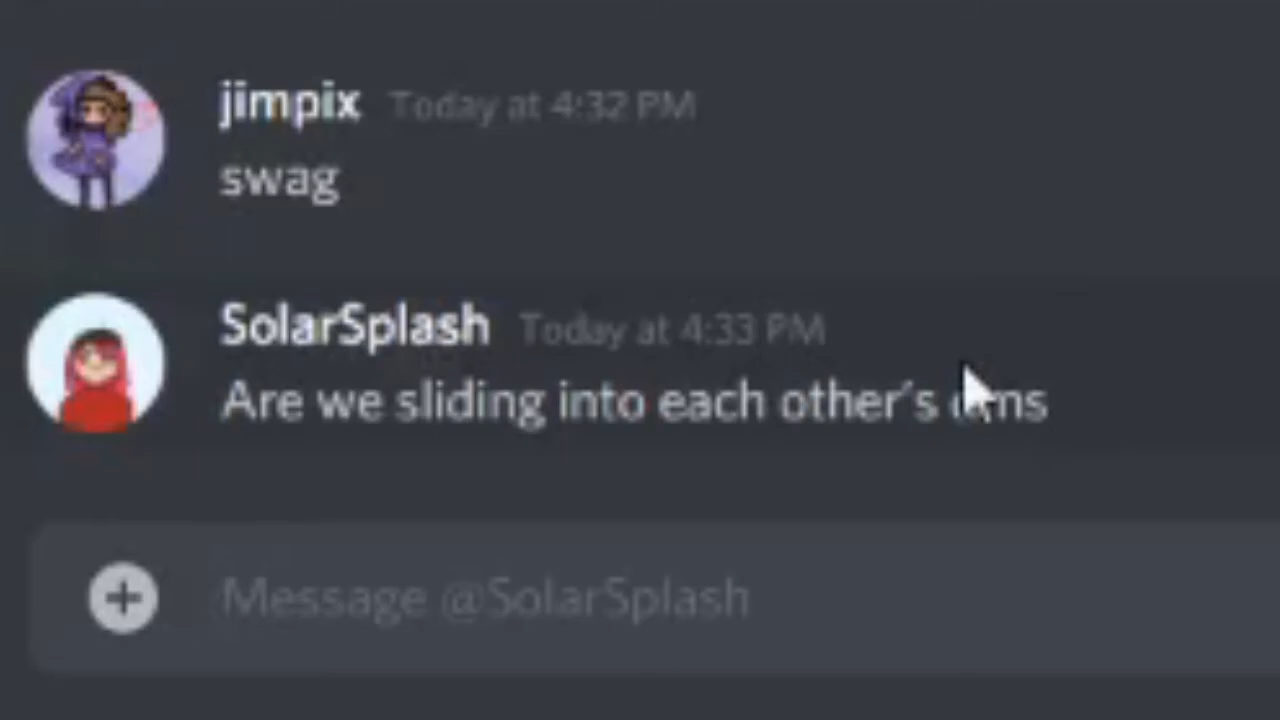 jimpix Today at 4:32 PM
swag
SolarSplash Today at 4:33 PM
Are we sliding into each other's
Message @SolarSplash